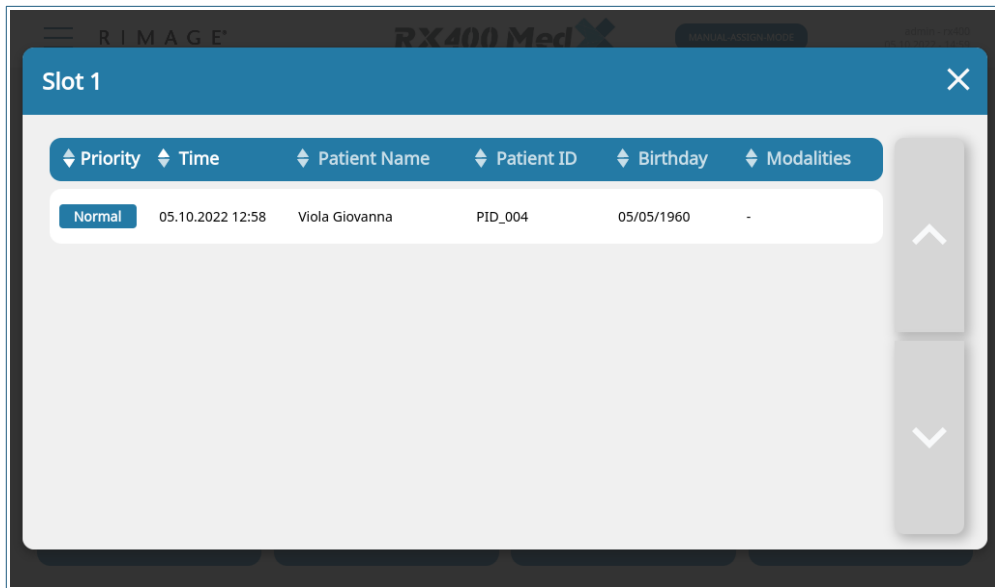 RIMAGE® RX400 Med MANUAL-ASSIGN-MODE
Slot 1
Priority Time Patient Name Patient ID Birthday Modalities
Normal 05.10.2022 12:58 Viola Giovanna PID_004 05/05/1960 -